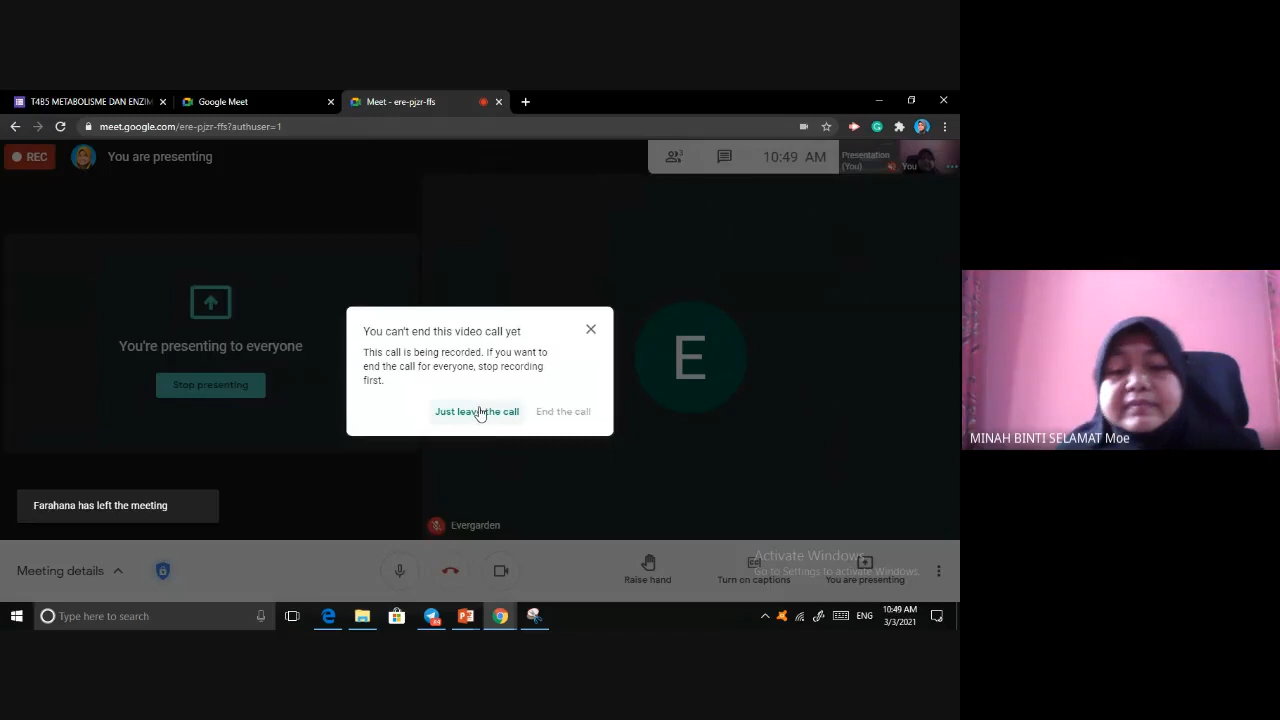 T4B5 METABOLISME DAN ENZIM
Google Meet
Meet - ere-pjzr-ffs
meet.google.com/ere-pjzr-ffs?authuser=1
REC
You are presenting
3
10:49 AM
Presentation
(You)
You
You're presenting to everyone
Stop presenting
You can't end this video call yet
This call is being recorded. If you want to
end the call for everyone, stop recording
first.
Just leave the call
End the call
E
MINAH BINTI SELAMAT Moe
Farahana has left the meeting
Evergarden
Meeting details
Raise hand
Turn on captions
You are presenting
Activate Windows
Go to Settings to activate Windows.
Type here to search
ENG
10:49 AM
3/3/2021